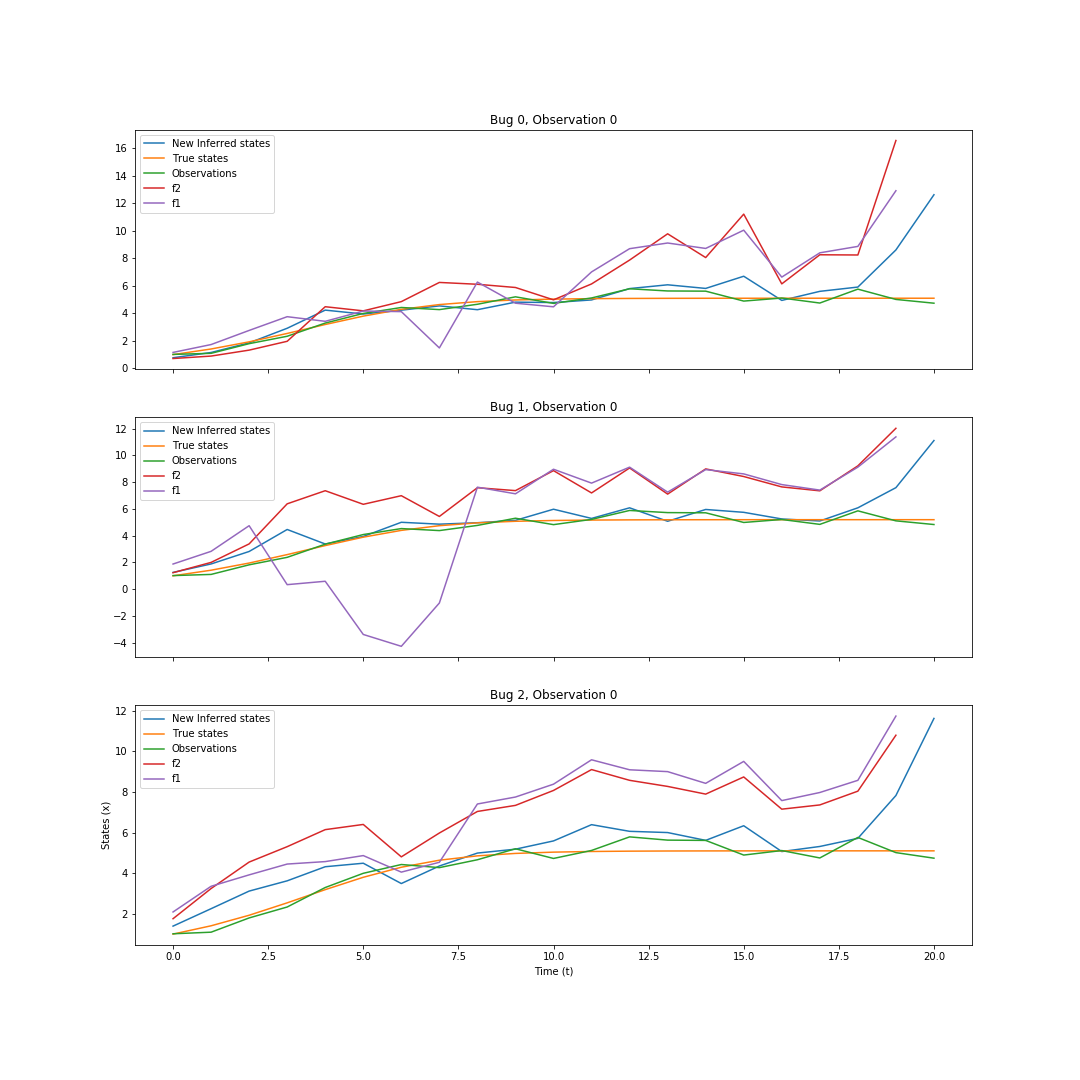 Bug 0, Observation 0
New Inferred states
True states
Observations
f2
f1
16
14
12
10
8
6
4
2
0
Bug 1, Observation 0
New Inferred states
True states
Observations
f2
f1
12
10
8
6
4
2
0
−2
−4
Bug 2, Observation 0
New Inferred states
True states
Observations
f2
f1
12
10
8
6
4
2
States (x)
0.0 2.5 5.0 7.5 10.0 12.5 15.0 17.5 20.0
Time (t)